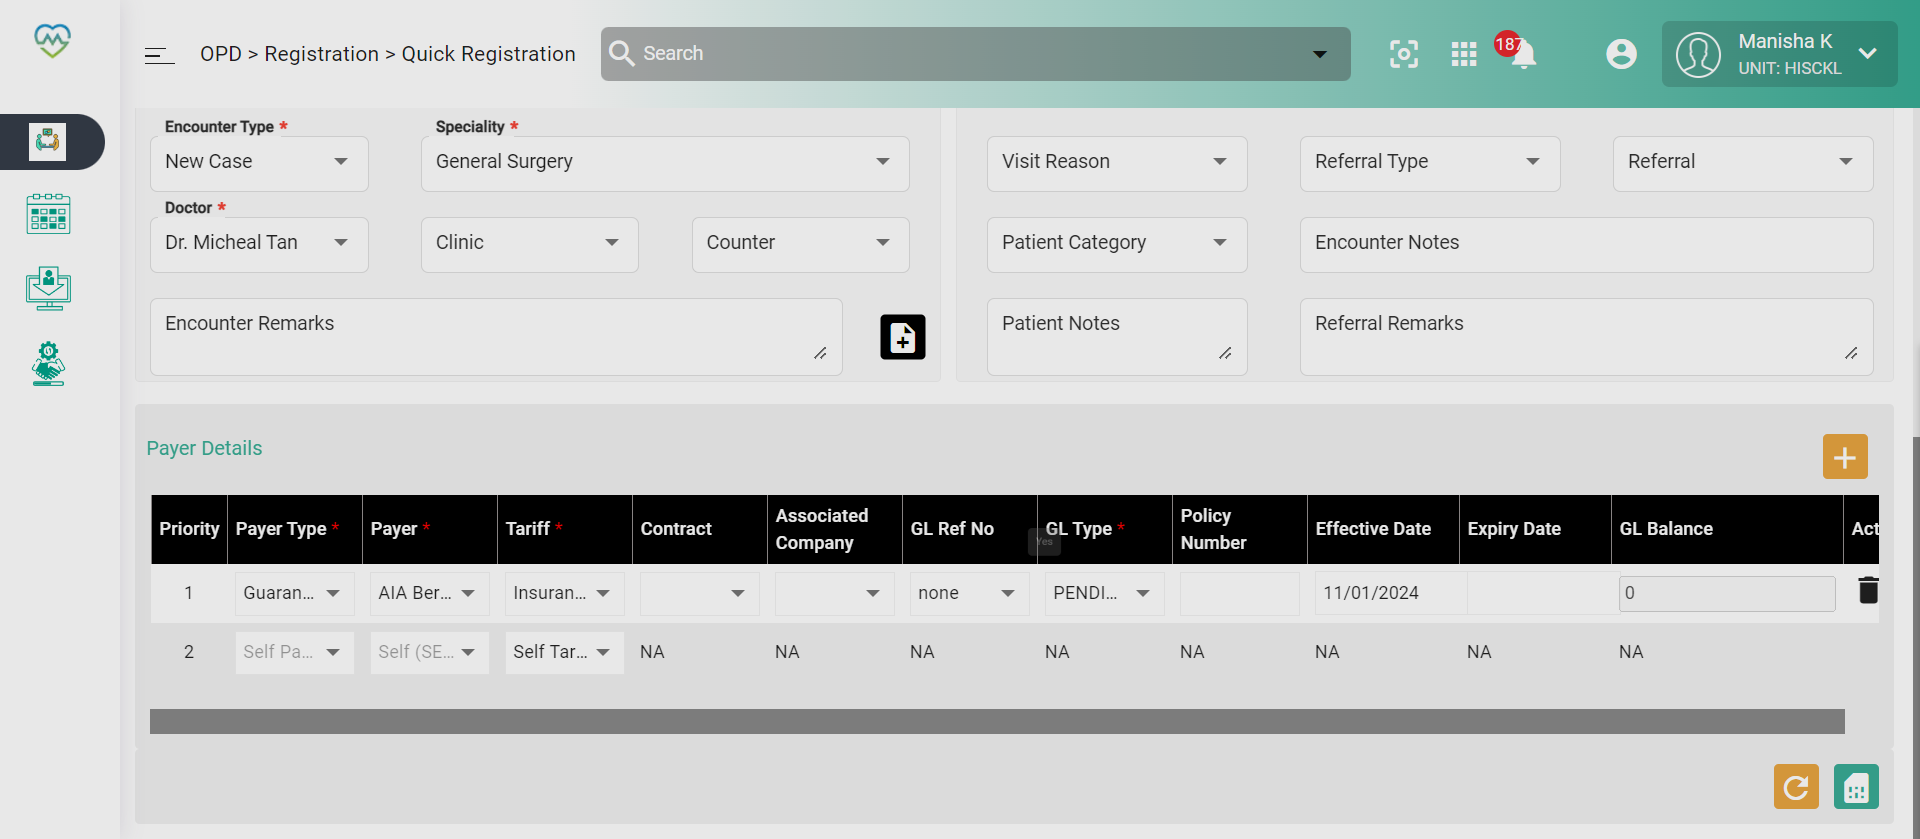 OPD > Registration > Quick Registration
Search
187
Manisha K
UNIT: HISCKL
Encounter Type *
Speciality *
New Case
General Surgery
Visit Reason
Referral Type
Referral
Doctor *
Dr. Micheal Tan
Clinic
Counter
Patient Category
Encounter Notes
Encounter Remarks
Patient Notes
Referral Remarks
Payer Details
Priority
Payer Type *
Payer *
Tariff *
Contract
Associated
Company
GL Ref No
GL Type *
Policy
Number
Effective Date
Expiry Date
GL Balance
Act
Yes
1
Guaran...
AIA Ber...
Insuran...
none
PENDI...
11/01/2024
0
2
Self Pa...
Self (SE...
Self Tar...
NA
NA
NA
NA
NA
NA
NA
NA